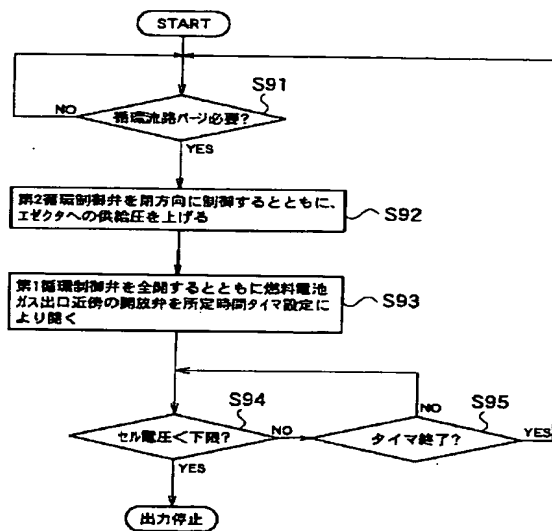 START
S91
循環流路パージ必要?
NO
YES
第2循環制御弁を閉方向に制御するとともに、
エゼクタへの供給圧を上げる
S92
第1循環制御弁を全開するとともに燃料電池
ガス出口近傍の開放弁を所定時間タイマ設定に
より開く
S93
S94
セル電圧<下限?
NO
YES
S95
NO
タイマ終了?
YES
出力停止